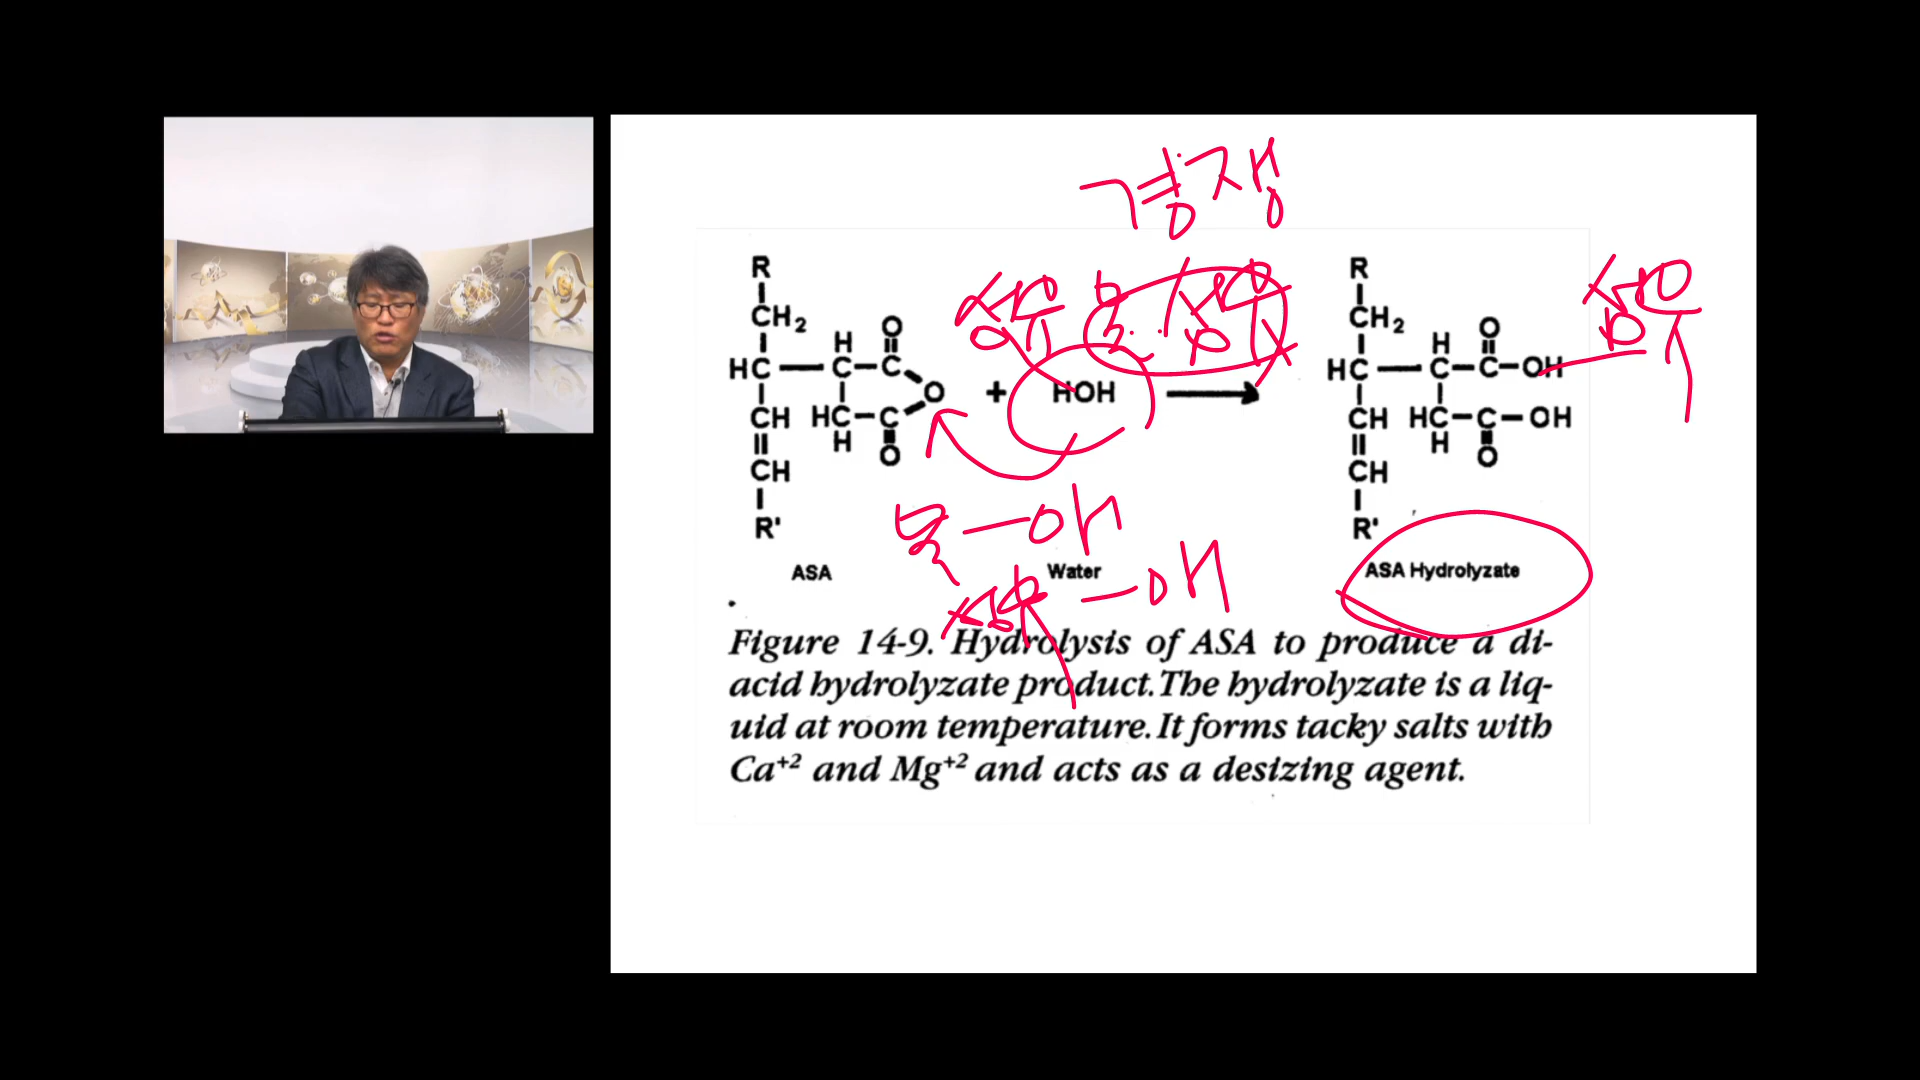 경쟁
R
CH₂
HC
CH
CH
R'
H
C
O
C
O
HC
H
C
O
+
HOH
R
CH₂
HC
CH
CH
R'
H
C
O
C
OH
HC
H
C
O
OH
섬유
물
섬유
섬유
물 — OH
섬유 — OH
ASA
Water
ASA Hydrolyzate
Figure 14-9. Hydrolysis of ASA to produce a di-
acid hydrolyzate product. The hydrolyzate is a liq-
uid at room temperature. It forms tacky salts with
Ca⁺² and Mg⁺² and acts as a desizing agent.